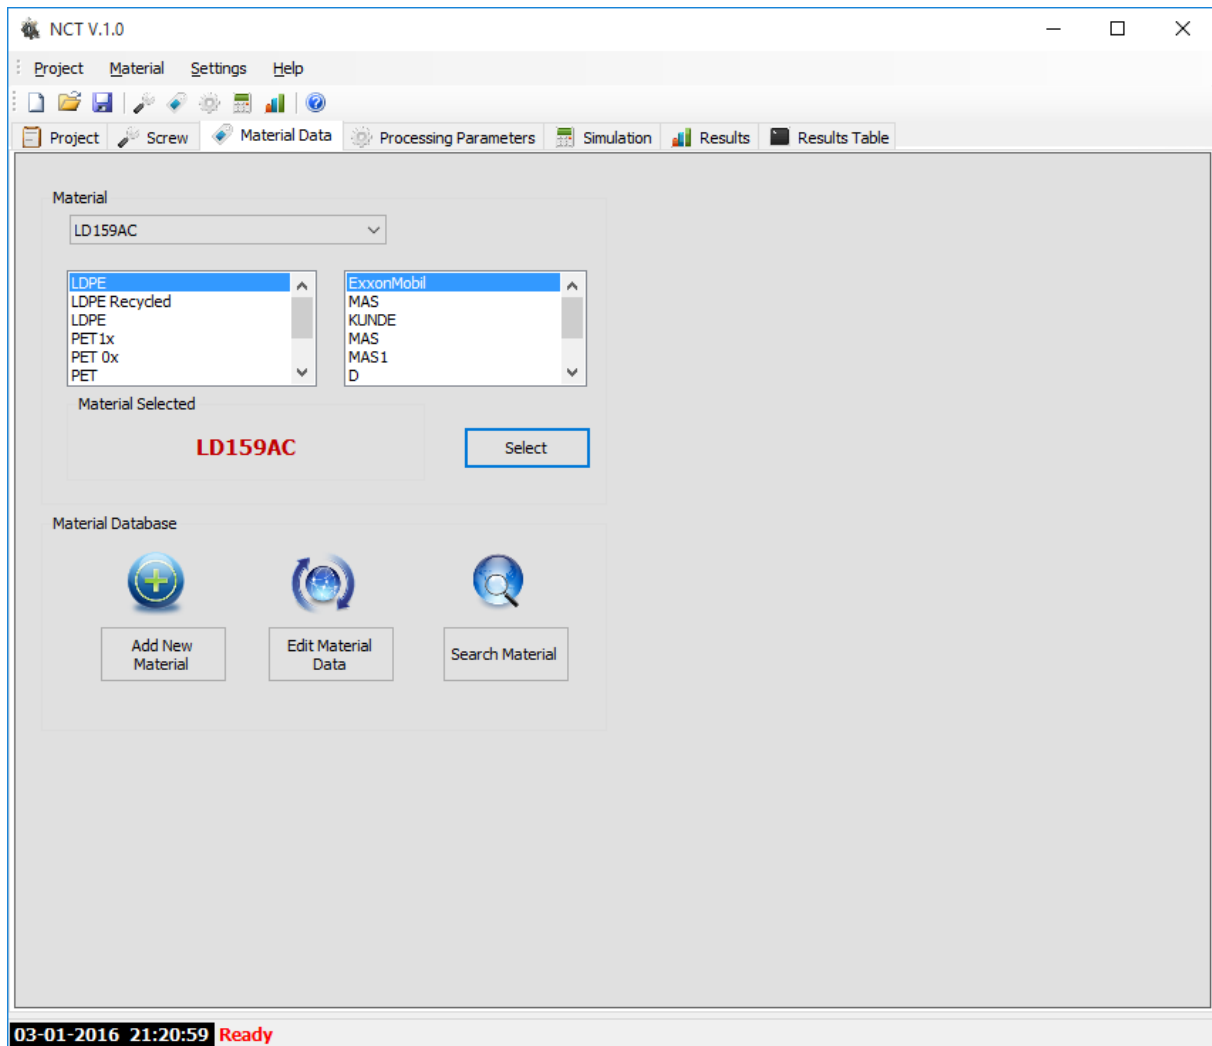 NCT V.1.0
Project Material Settings Help
Project Screw Material Data Processing Parameters Simulation Results Results Table
Material
LD159AC
LDPE ExxonMobil
LDPE Recycled MAS
LDPE KUNDE
PET1x MAS
PET 0x MAS1
PET D
Material Selected
LD159AC Select
Material Database
Add New Edit Material Search Material
Material Data
03-01-2016 21:20:59 Ready